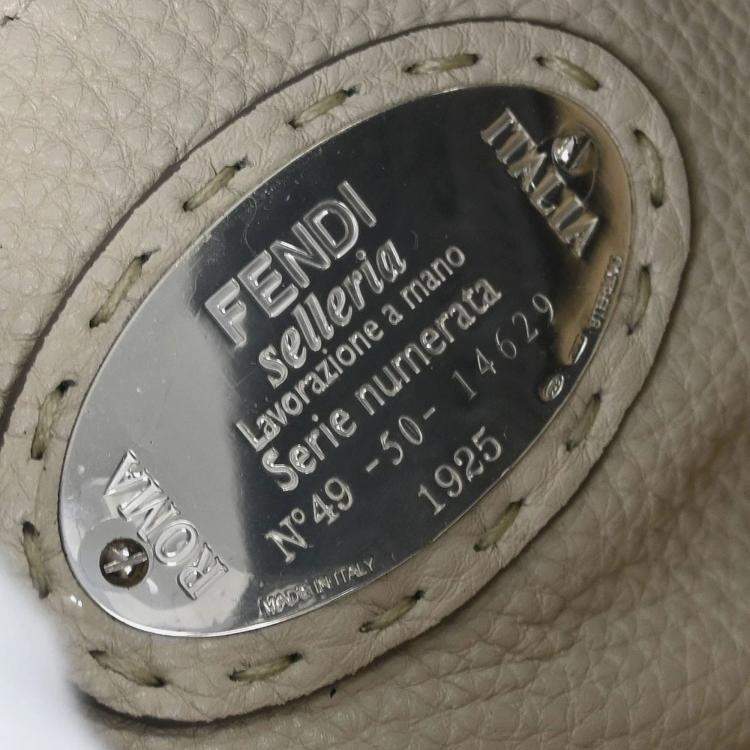 FENDI
selleria
Lavorazione a mano
Serie numerata
N° 49 -50- 14629
1925
ITALIA
ROMA
MADE IN ITALY